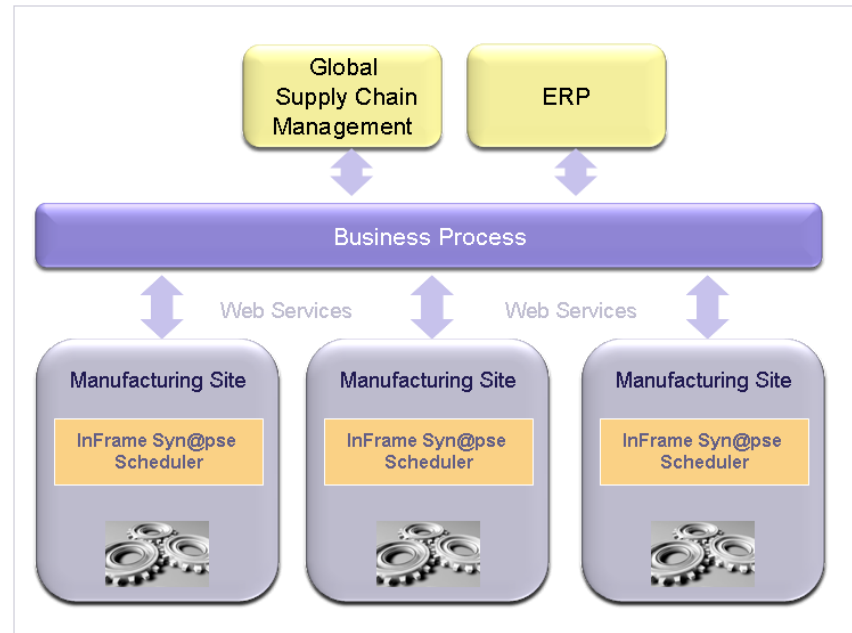 Global
Supply Chain
Management
ERP
Business Process
Web Services
Web Services
Manufacturing Site
Manufacturing Site
Manufacturing Site
InFrame Syn@pse
Scheduler
InFrame Syn@pse
Scheduler
InFrame Syn@pse
Scheduler